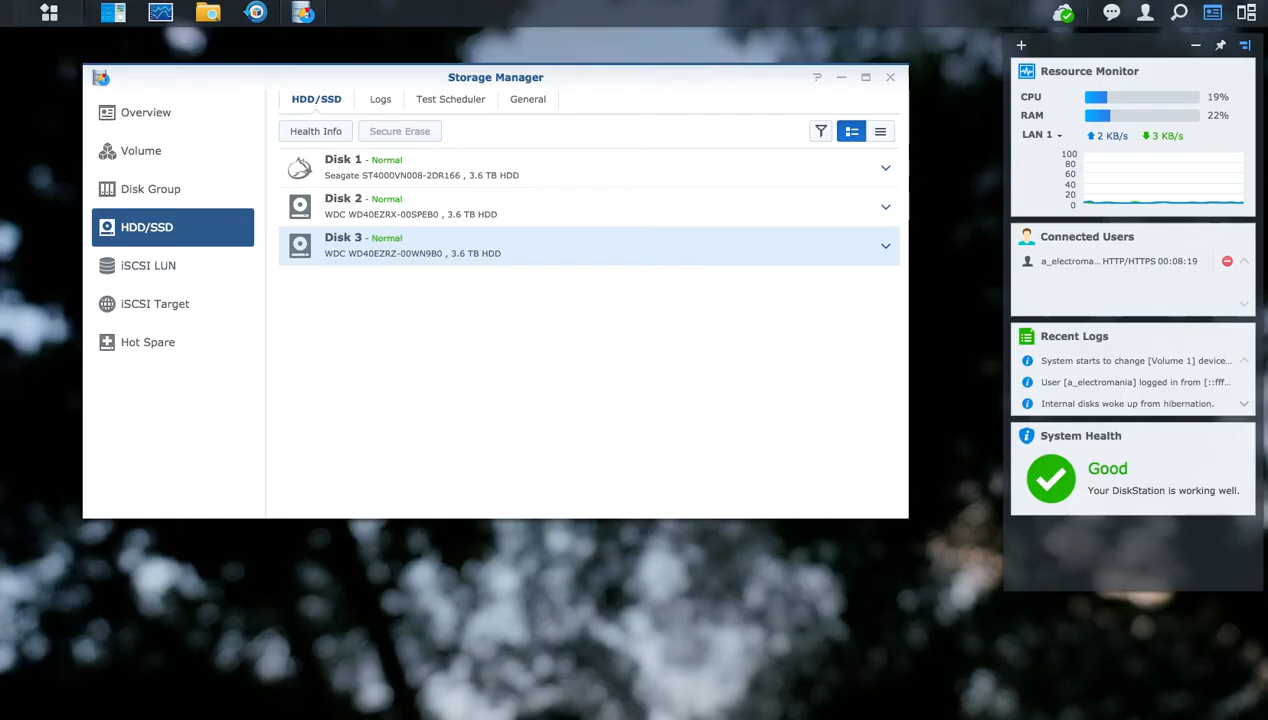 Storage Manager
?
Overview
Volume
Disk Group
HDD/SSD
iSCSI LUN
iSCSI Target
Hot Spare
HDD/SSD
Logs
Test Scheduler
General
Health Info
Secure Erase
Disk 1 - Normal
Seagate ST4000VN008-2DR166 , 3.6 TB HDD
Disk 2 - Normal
WDC WD40EZRX-00SPEB0 , 3.6 TB HDD
Disk 3 - Normal
WDC WD40EZRZ-00WN9B0 , 3.6 TB HDD
Resource Monitor
CPU 19%
RAM 22%
LAN 1 2 KB/s 3 KB/s
100
80
60
40
20
0
Connected Users
a_electroma... HTTP/HTTPS 00:08:19
Recent Logs
System starts to change [Volume 1] device...
User [a_electromania] logged in from [::fff...
Internal disks woke up from hibernation.
System Health
Good
Your DiskStation is working well.